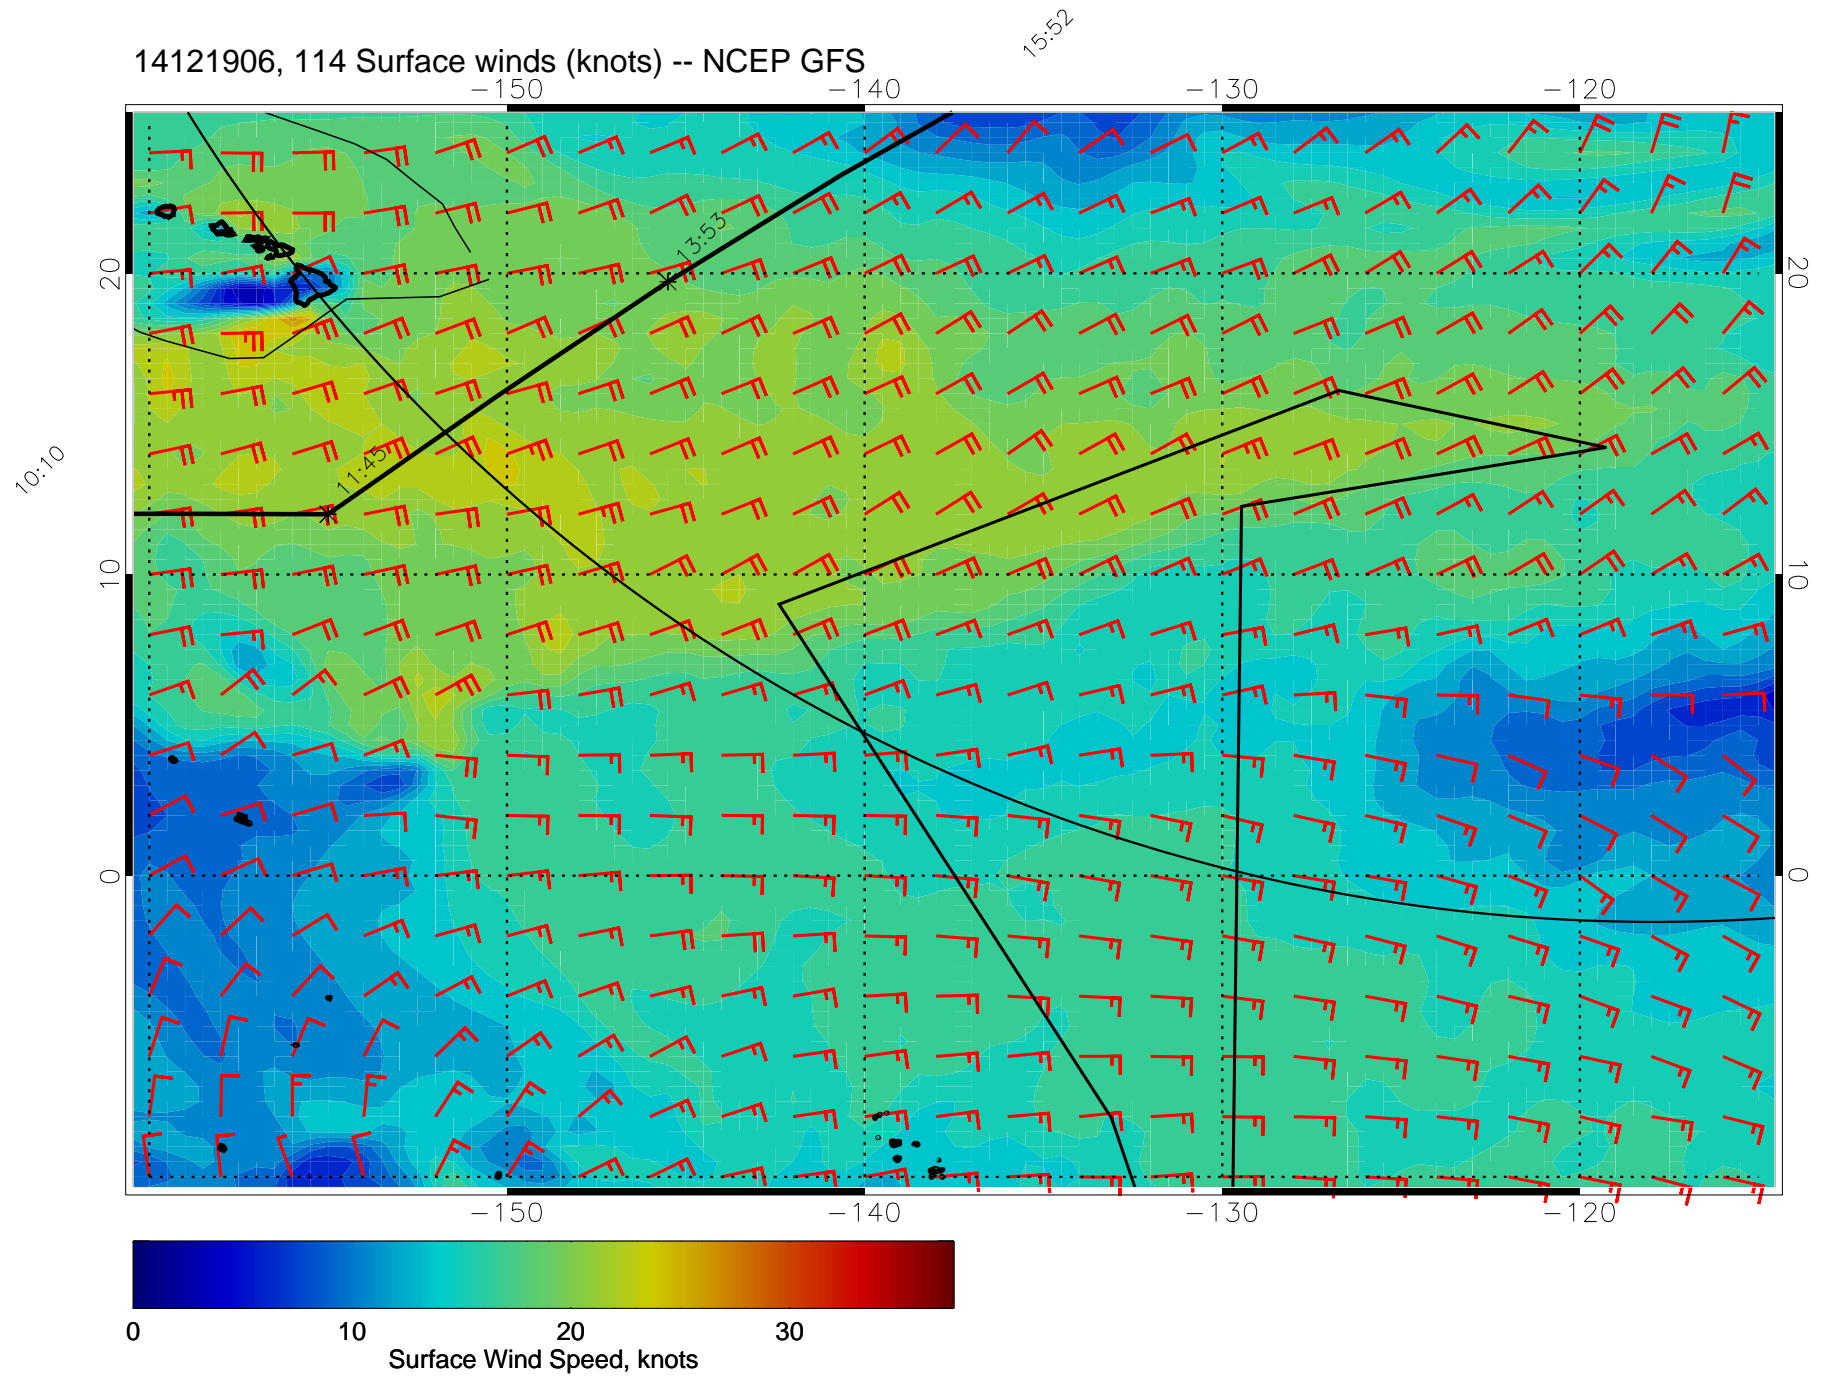 15:52
14121906, 114 Surface winds (knots) -- NCEP GFS
-150 -140 -130 -120
13:53
20 20
10:10
11:45
10 10
0 0
-150 -140 -130 -120
0 10 20 30
Surface Wind Speed, knots